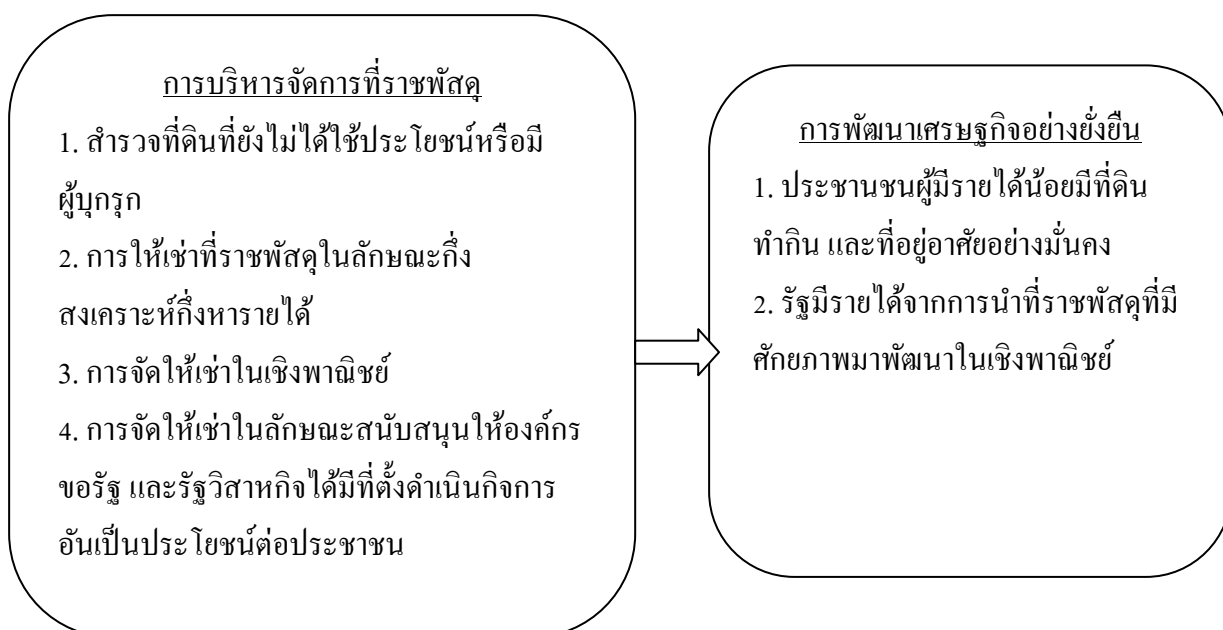 การบริหารจัดการที่ราชพัสดุ
1. สำรวจที่ดินที่ยังไม่ได้ใช้ประโยชน์หรือมี
ผู้บุกรุก
2. การให้เช่าที่ราชพัสดุในลักษณะกึ่ง
สงเคราะห์กึ่งหารายได้
3. การจัดให้เช่าในเชิงพาณิชย์
4. การจัดให้เช่าในลักษณะสนับสนุนให้องค์กร
ขอรัฐ และรัฐวิสาหกิจได้มีที่ตั้งดำเนินกิจการ
อันเป็นประโยชน์ต่อประชาชน
การพัฒนาเศรษฐกิจอย่างยั่งยืน
1. ประชานชนผู้มีรายได้น้อยมีที่ดิน
ทำกิน และที่อยู่อาศัยอย่างมั่นคง
2. รัฐมีรายได้จากการนำที่ราชพัสดุที่มี
ศักยภาพมาพัฒนาในเชิงพาณิชย์